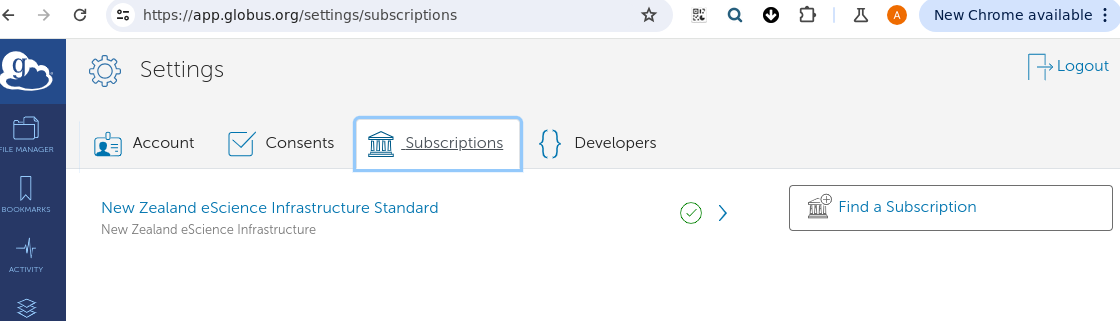 https://app.globus.org/settings/subscriptions
A
New Chrome available
g
Settings
Logout
Account
Consents
Subscriptions
Developers
FILE MANAGER
BOOKMARKS
ACTIVITY
New Zealand eScience Infrastructure Standard
New Zealand eScience Infrastructure
Find a Subscription